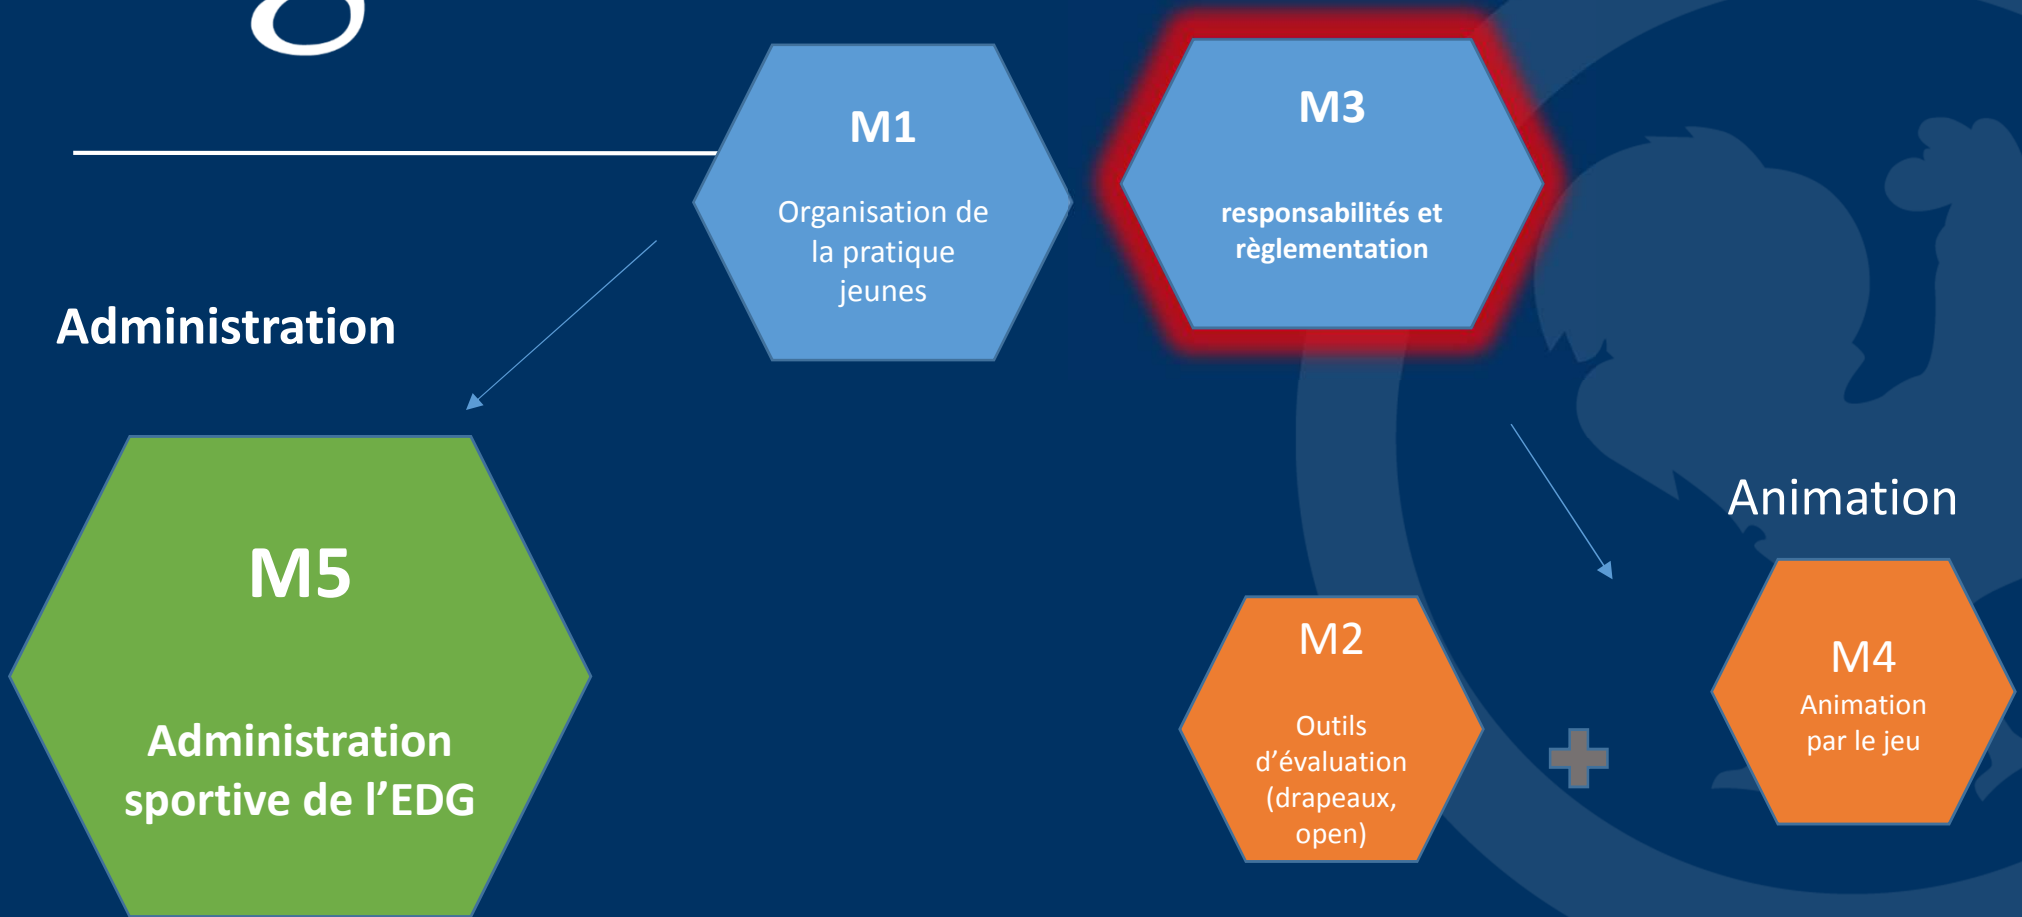 M1
Organisation de
la pratique
jeunes
M3
responsabilités et
règlementation
Administration
M5
Administration
sportive de l’EDG
Animation
M2
Outils
d’évaluation
(drapeaux,
open)
M4
Animation
par le jeu